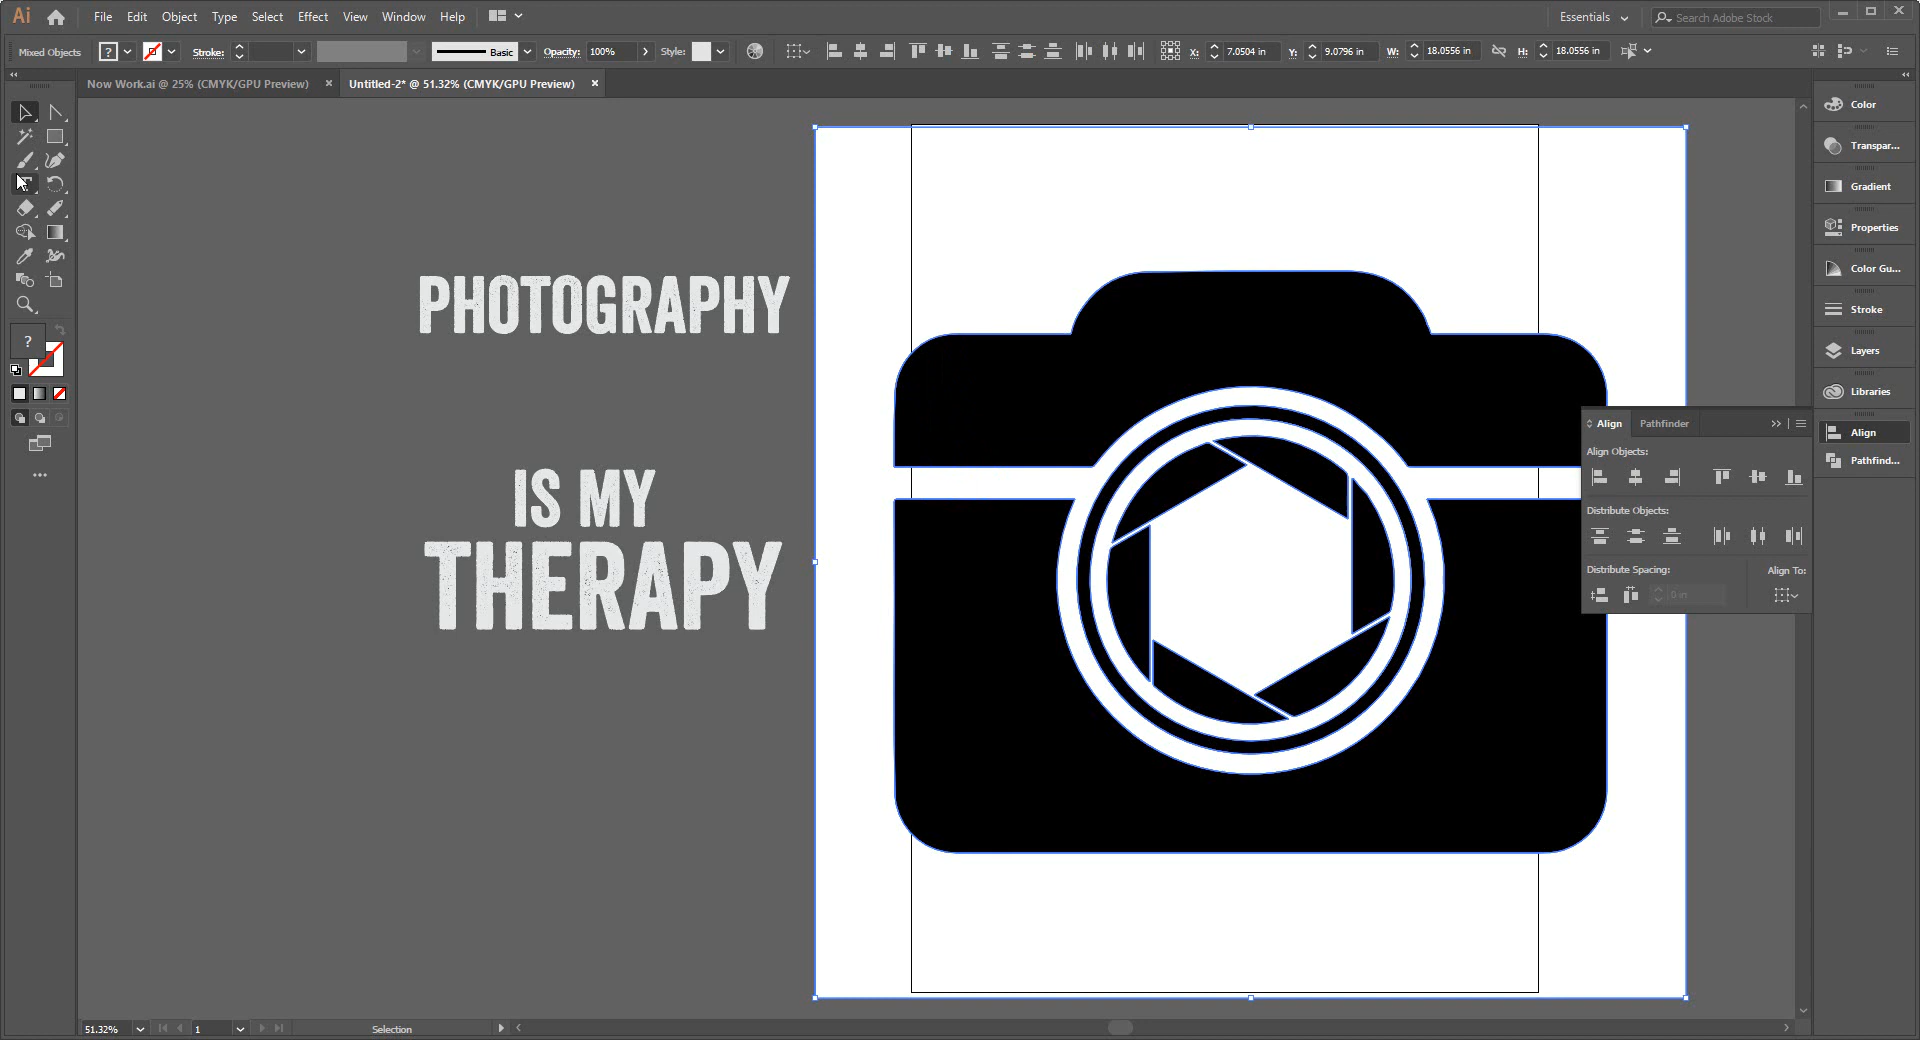 Ai File Edit Object Type Select Effect View Window Help Essentials Search Adobe Stock
Mixed Objects ? Stroke: Basic Opacity: 100% Style: X: 7.0504 in Y: 9.0796 in W: 18.0556 in H: 18.0556 in
Now Work.ai @ 25% (CMYK/GPU Preview) Untitled-2* @ 51.32% (CMYK/GPU Preview)
Color
Transpar...
Gradient
Properties
Color Gu...
Stroke
Layers
Libraries
Align
Pathfind...
PHOTOGRAPHY
IS MY
THERAPY
?
Align Pathfinder
Align Objects:
Distribute Objects:
Distribute Spacing: Align To:
0 in
51.32% 1 Selection